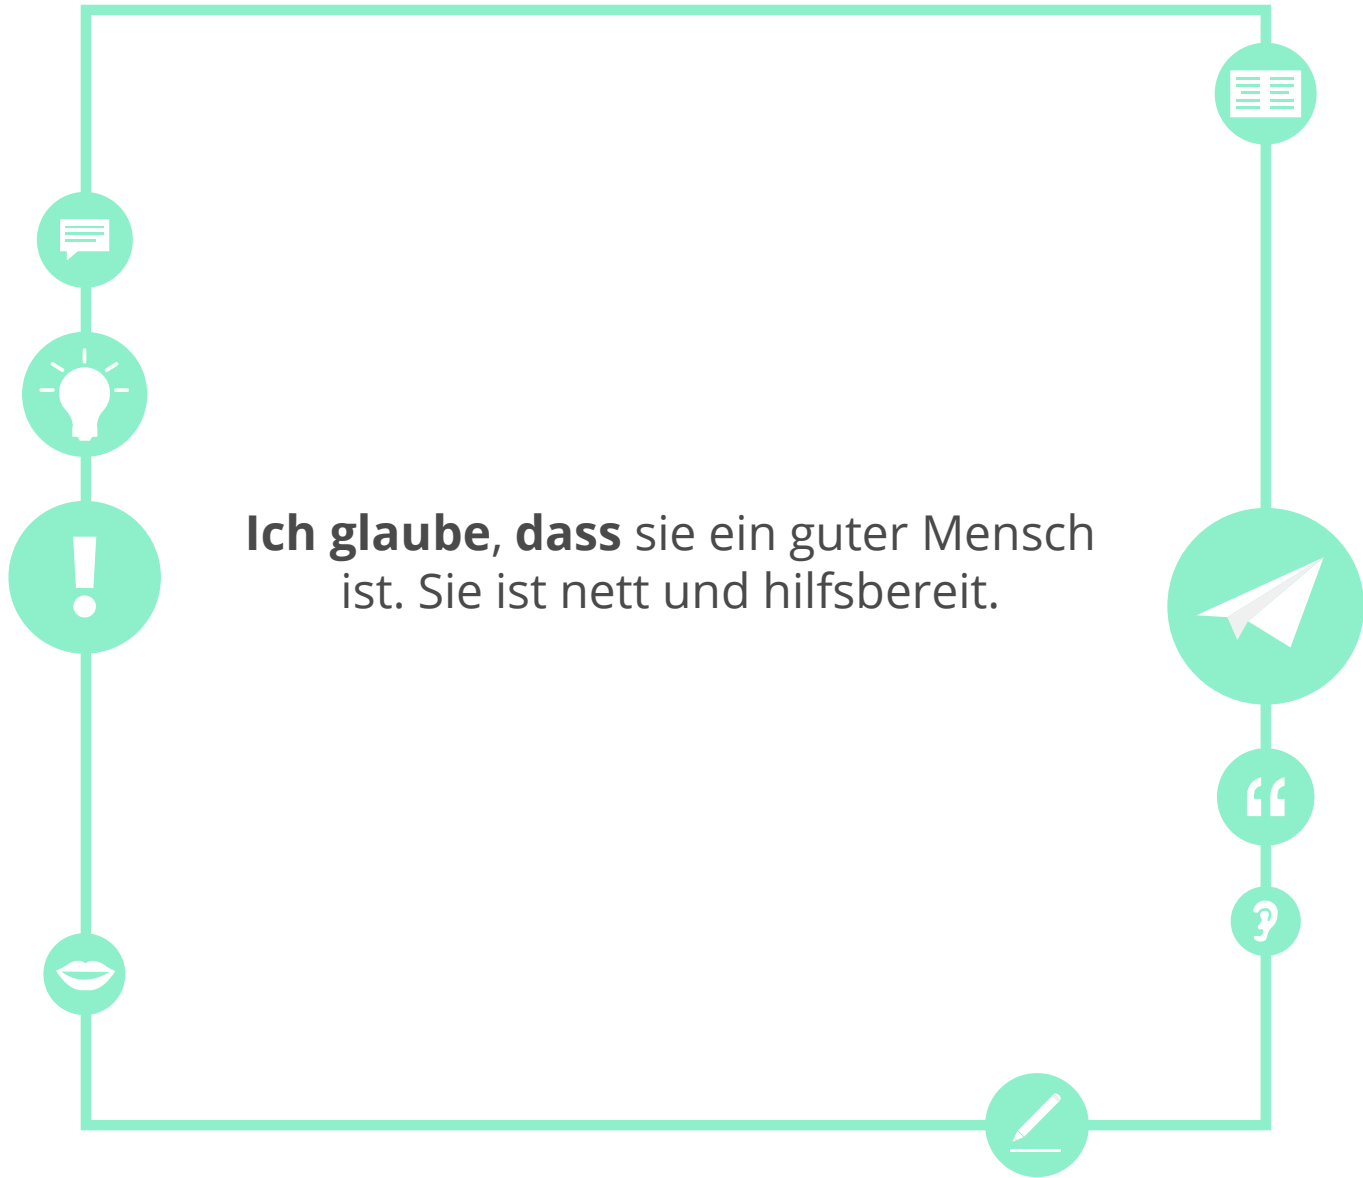 Ich glaube, dass sie ein guter Mensch
ist. Sie ist nett und hilfsbereit.